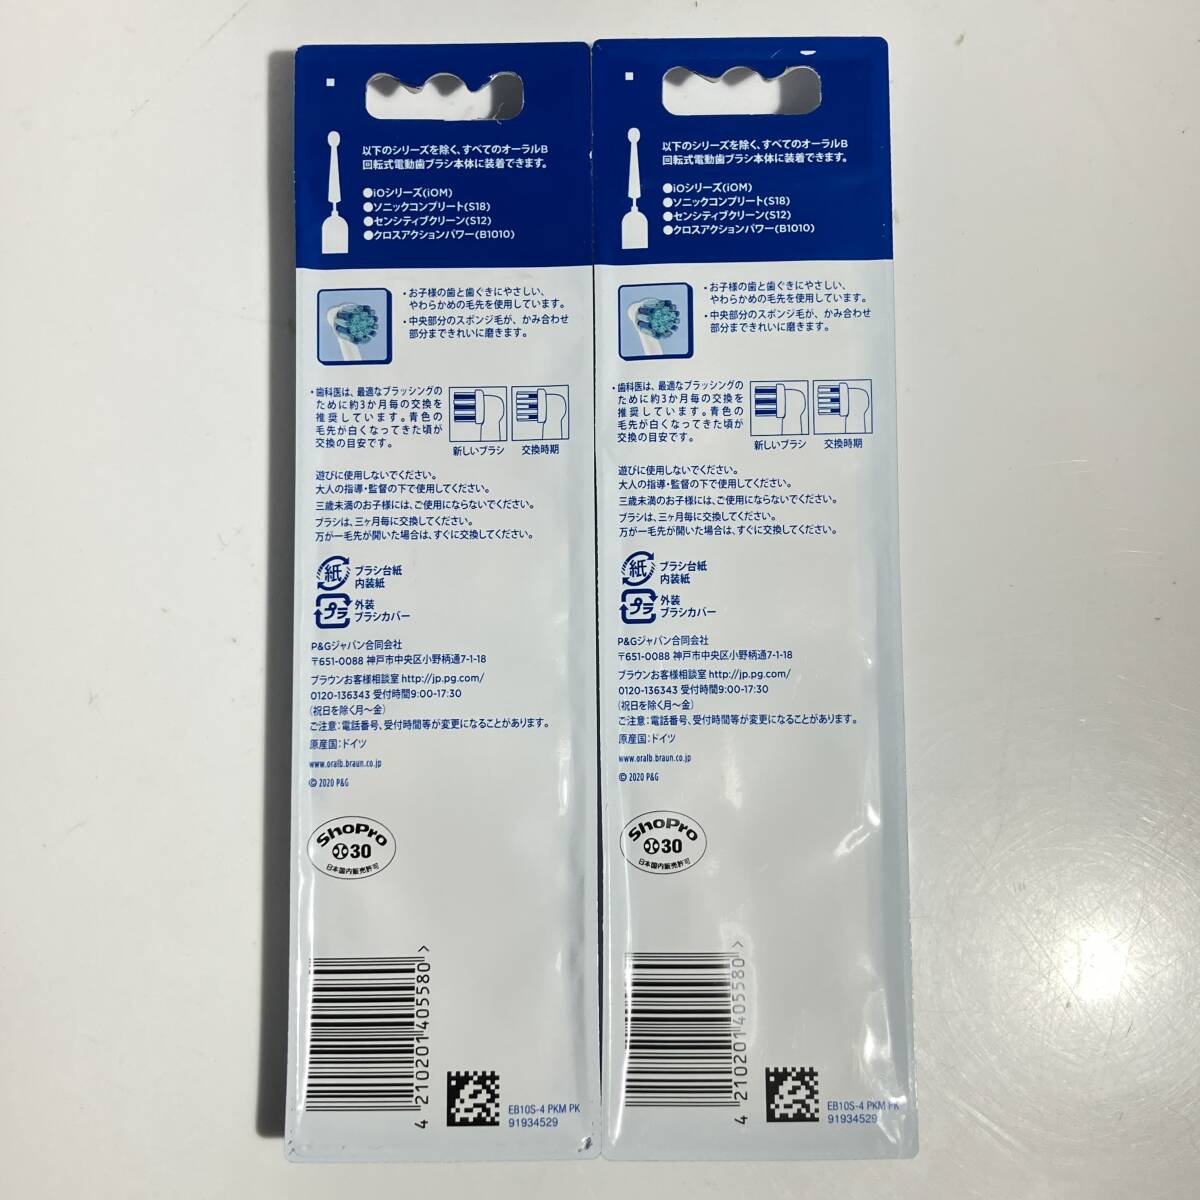 以下のシリーズを除く、すべてのオーラルB
回転式電動歯ブラシ本体に装着できます。
●iOシリーズ(iOM)
●ソニックコンプリート(S18)
●センシティブクリーン(S12)
●クロスアクションパワー(B1010)
・お子様の歯と歯ぐきにやさしい、
やわらかめの毛先を使用しています。
・中央部分のスポンジ毛が、かみ合わせ
部分まできれいに磨きます。
・歯科医は、最適なブラッシングの
ために約3か月毎の交換を
推奨しています。青色の
毛先が白くなってきた頃が
交換の目安です。
新しいブラシ 交換時期
遊びに使用しないでください。
大人の指導・監督の下で使用してください。
三歳未満のお子様には、ご使用にならないでください。
ブラシは、三ヶ月毎に交換してください。
万が一毛先が開いた場合は、すぐに交換してください。
紙 ブラシ台紙
内装紙
プラ 外装
ブラシカバー
P&Gジャパン合同会社
〒651-0088 神戸市中央区小野柄通7-1-18
ブラウンお客様相談室 http://jp.pg.com/
0120-136343 受付時間9:00-17:30
(祝日を除く月～金)
ご注意:電話番号、受付時間等が変更になることがあります。
原産国:ドイツ
www.oralb.braun.co.jp
© 2020 P&G
ShoPro
30
日本国内販売許可
4 210201 405580 >
EB10S-4 PKM PK
91934529
以下のシリーズを除く、すべてのオーラルB
回転式電動歯ブラシ本体に装着できます。
●iOシリーズ(iOM)
●ソニックコンプリート(S18)
●センシティブクリーン(S12)
●クロスアクションパワー(B1010)
・お子様の歯と歯ぐきにやさしい、
やわらかめの毛先を使用しています。
・中央部分のスポンジ毛が、かみ合わせ
部分まできれいに磨きます。
・歯科医は、最適なブラッシングの
ために約3か月毎の交換を
推奨しています。青色の
毛先が白くなってきた頃が
交換の目安です。
新しいブラシ 交換時期
遊びに使用しないでください。
大人の指導・監督の下で使用してください。
三歳未満のお子様には、ご使用にならないでください。
ブラシは、三ヶ月毎に交換してください。
万が一毛先が開いた場合は、すぐに交換してください。
紙 ブラシ台紙
内装紙
プラ 外装
ブラシカバー
P&Gジャパン合同会社
〒651-0088 神戸市中央区小野柄通7-1-18
ブラウンお客様相談室 http://jp.pg.com/
0120-136343 受付時間9:00-17:30
(祝日を除く月～金)
ご注意:電話番号、受付時間等が変更になることがあります。
原産国:ドイツ
www.oralb.braun.co.jp
© 2020 P&G
ShoPro
30
日本国内販売許可
4 210201 405580 >
EB10S-4 PKM PK
91934529